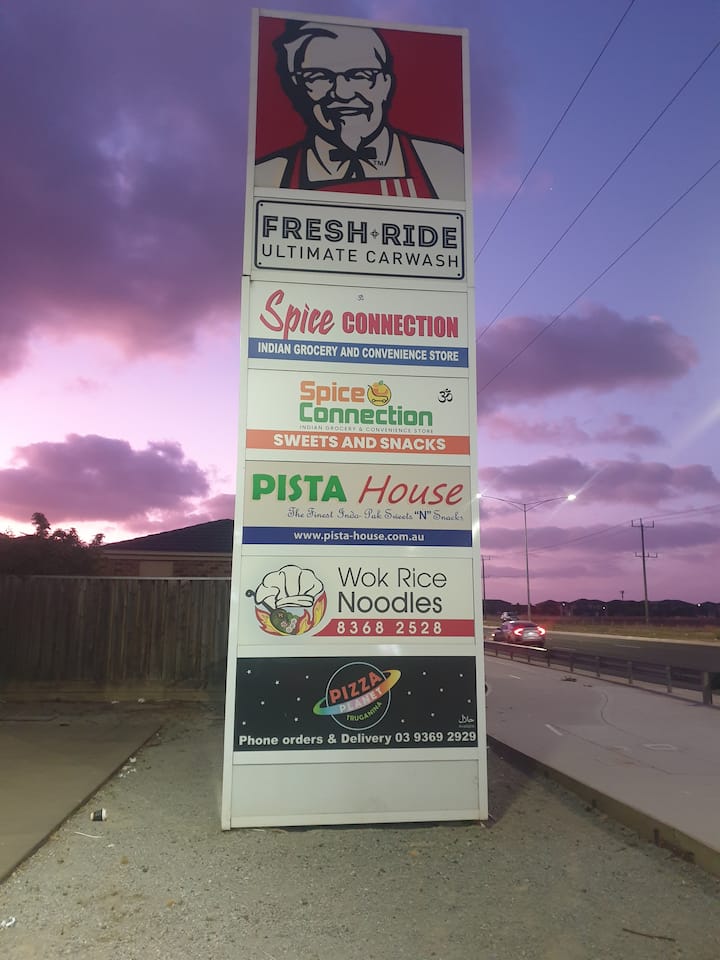 TM
FRESH RIDE
ULTIMATE CARWASH
ॐ
Spice CONNECTION
INDIAN GROCERY AND CONVENIENCE STORE
Spice
Connection
ॐ
INDIAN GROCERY & CONVENIENCE STORE
SWEETS AND SNACKS
PISTA House
The Finest Indo-Pak Sweets "N" Snacks
www.pista-house.com.au
Wok Rice
Noodles
8368 2528
PIZZA
PLANET
TRUGANINA
حلال
Phone orders & Delivery 03 9369 2929